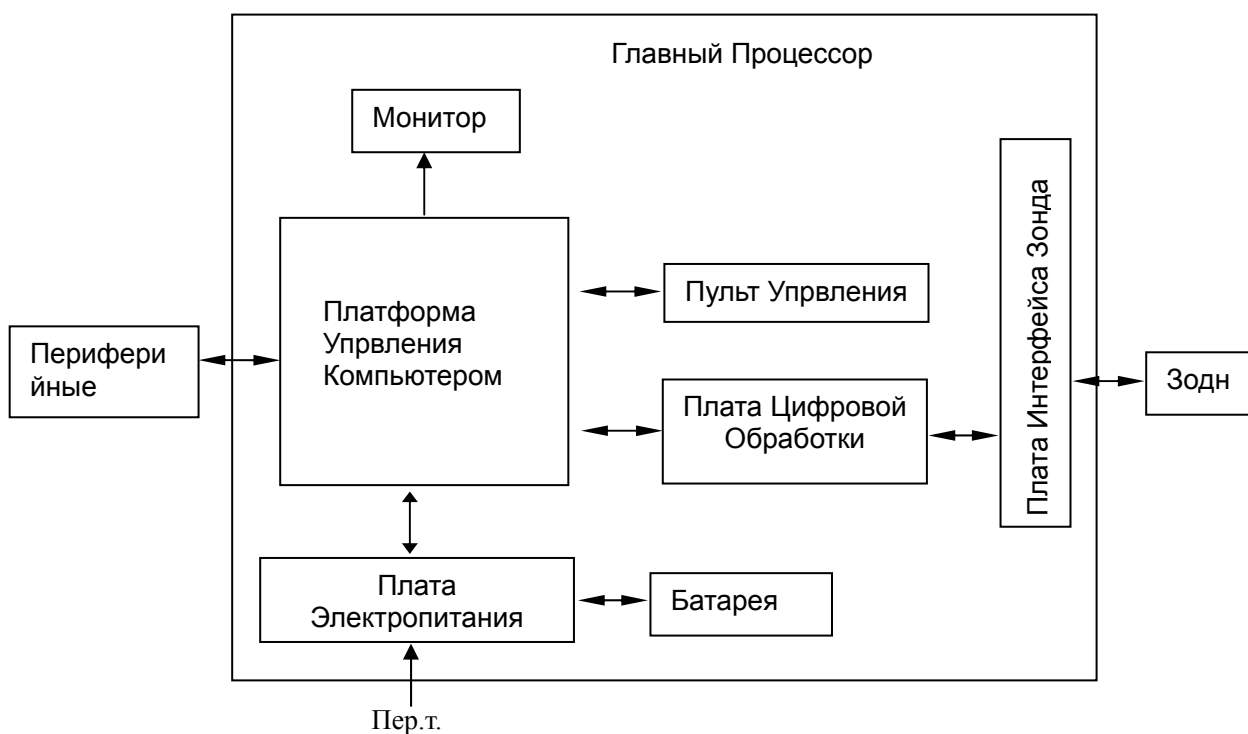 Главный Процессор
Монитор
Пульт Упрвления
Платформа
Упрвления
Компьютером
Перифери
йные
Плата Цифровой
Обработки
Плата Интерфейса Зонда
Зодн
Плата
Электропитания
Батарея
Пер.т.